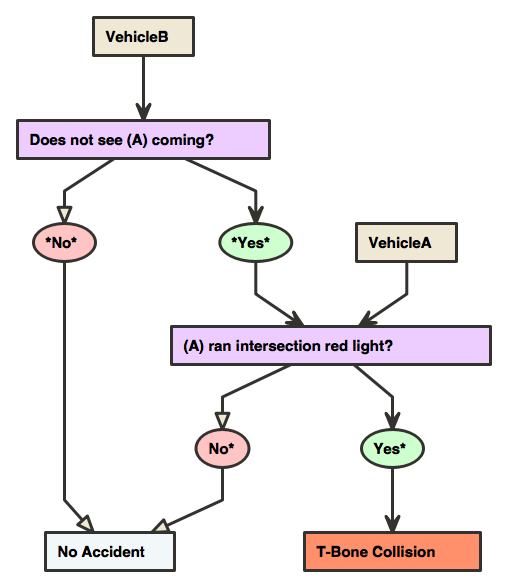 VehicleB
Does not see (A) coming?
*No*
*Yes*
VehicleA
(A) ran intersection red light?
No*
Yes*
No Accident
T-Bone Collision